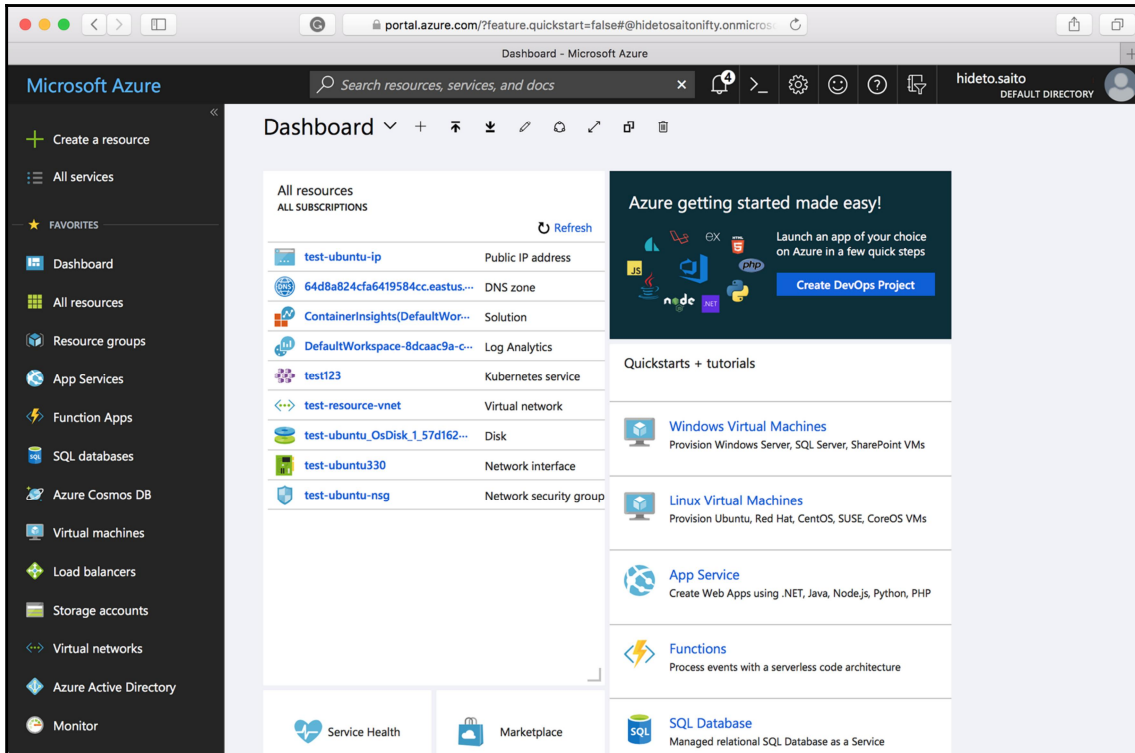 portal.azure.com/?feature.quickstart=false#@hidetosaitonifty.onmicros
Dashboard - Microsoft Azure
Microsoft Azure
Search resources, services, and docs
4
hideto.saito
DEFAULT DIRECTORY
Create a resource
All services
FAVORITES
Dashboard
All resources
Resource groups
App Services
Function Apps
SQL databases
Azure Cosmos DB
Virtual machines
Load balancers
Storage accounts
Virtual networks
Azure Active Directory
Monitor
Dashboard
All resources
ALL SUBSCRIPTIONS
Refresh
test-ubuntu-ip Public IP address
64d8a824cfa6419584cc.eastus.··· DNS zone
ContainerInsights(DefaultWor··· Solution
DefaultWorkspace-8dcaac9a-c··· Log Analytics
test123 Kubernetes service
test-resource-vnet Virtual network
test-ubuntu_OsDisk_1_57d162··· Disk
test-ubuntu330 Network interface
test-ubuntu-nsg Network security group
Service Health
Marketplace
Azure getting started made easy!
Launch an app of your choice
on Azure in a few quick steps
Create DevOps Project
ex
HTML
5
JS
php
node
.NET
Quickstarts + tutorials
Windows Virtual Machines
Provision Windows Server, SQL Server, SharePoint VMs
Linux Virtual Machines
Provision Ubuntu, Red Hat, CentOS, SUSE, CoreOS VMs
App Service
Create Web Apps using .NET, Java, Node.js, Python, PHP
Functions
Process events with a serverless code architecture
SQL
SQL Database
Managed relational SQL Database as a Service